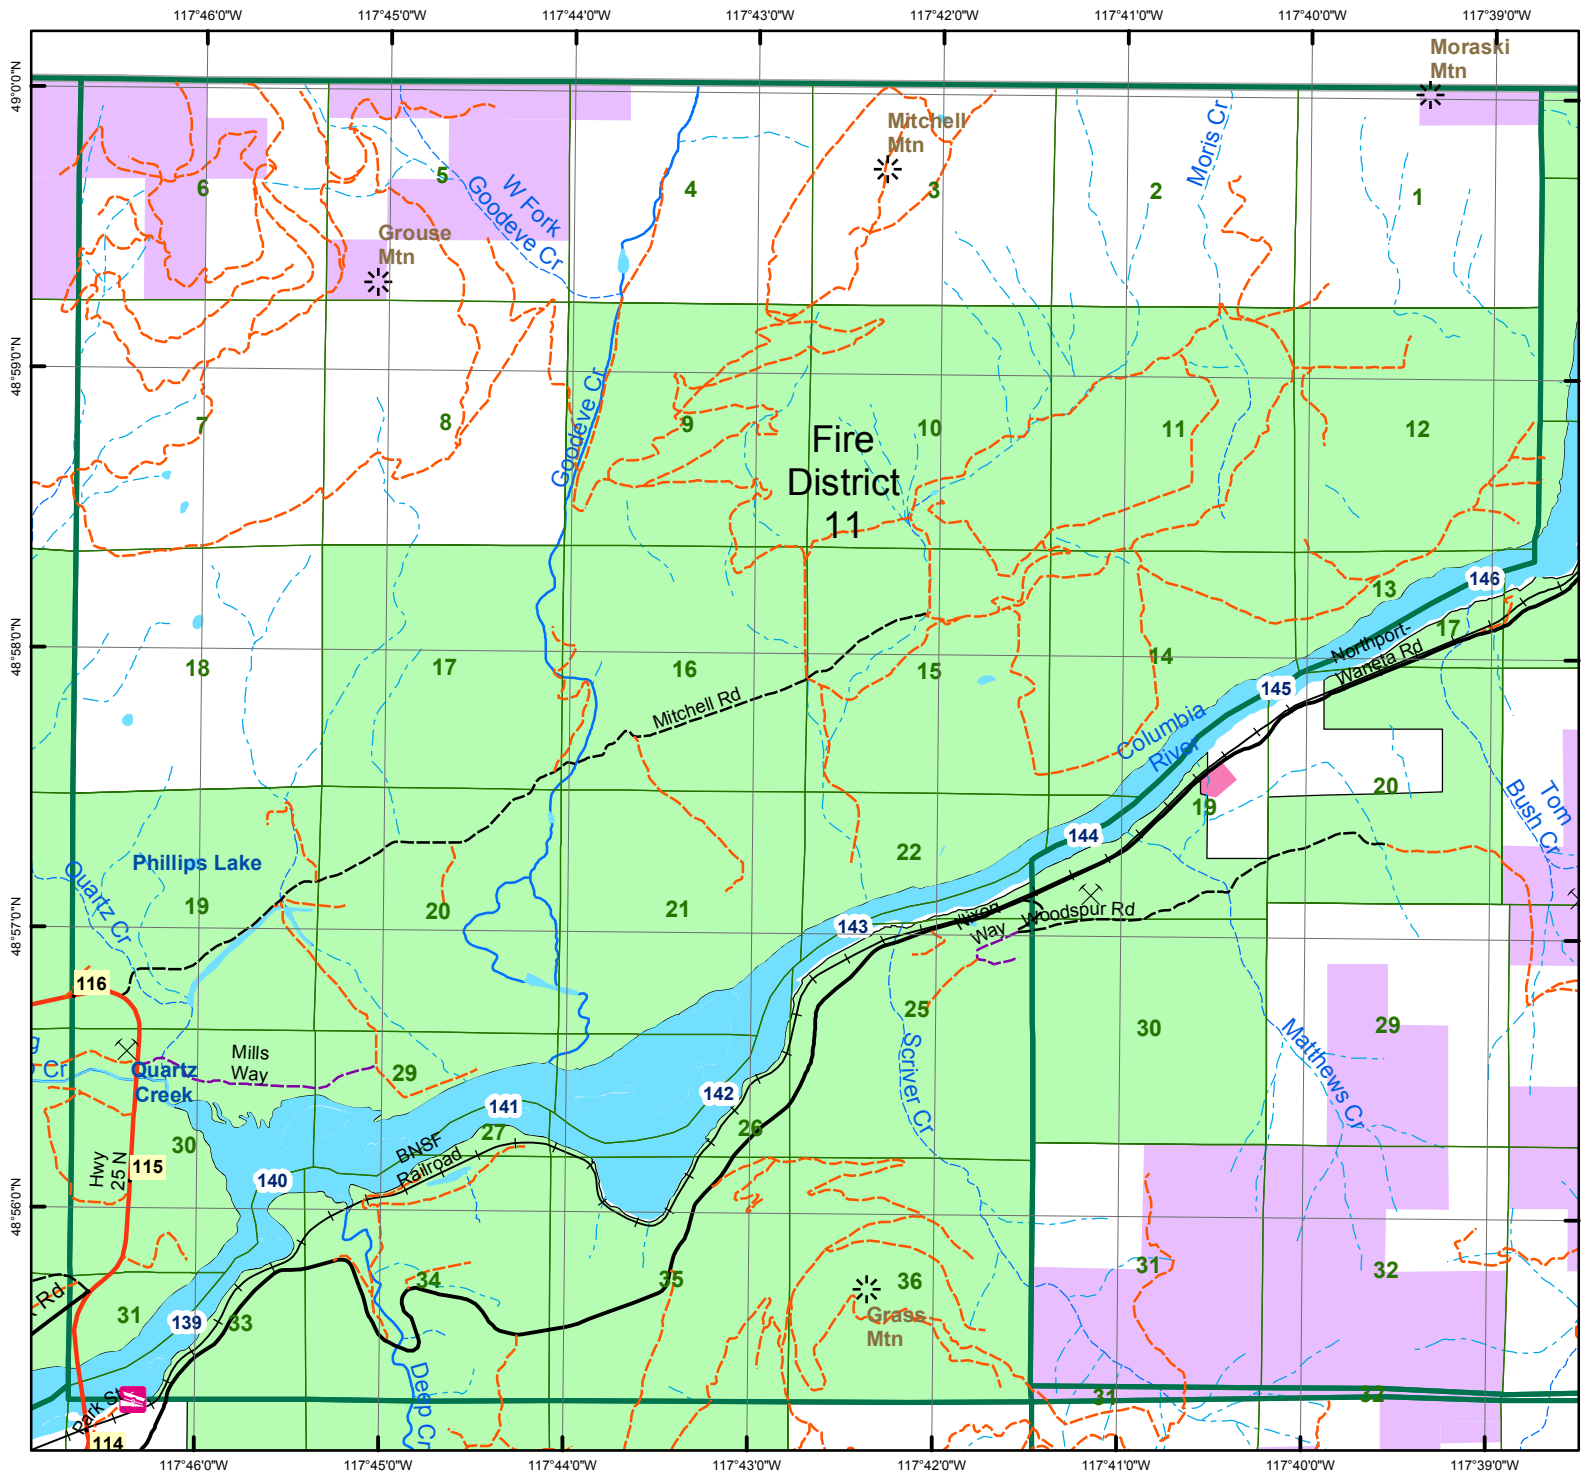 117°46'0"W
117°45'0"W
117°44'0"W
117°43'0"W
117°42'0"W
117°41'0"W
117°40'0"W
117°39'0"W
49°0'0"N
48°59'0"N
48°58'0"N
48°57'0"N
48°56'0"N
Moraski
Mtn
Mitchell
Mtn
Moris Cr
6
5
4
3
2
1
W Fork
Goodeve Cr
Grouse
Mtn
Goodeve Cr
7
8
9
10
11
12
Fire
District
11
146
13
17
Northport-
Waneta Rd
18
17
16
15
14
145
Mitchell Rd
Columbia
River
19
20
Tom
Bush Cr
144
Phillips Lake
Quartz Cr
19
20
21
22
143
Nixon
Way
Woodspur Rd
116
25
30
29
Scriver Cr
Matthews Cr
Cr
Mills
Way
Quartz
Creek
29
142
141
27
26
BNSF
Railroad
30
Hwy
25 N
115
140
31
32
34
35
36
Grass
Mtn
Rd
31
139
33
Deep Cr
31
32
Park St
114
117°46'0"W
117°45'0"W
117°44'0"W
117°43'0"W
117°42'0"W
117°41'0"W
117°40'0"W
117°39'0"W